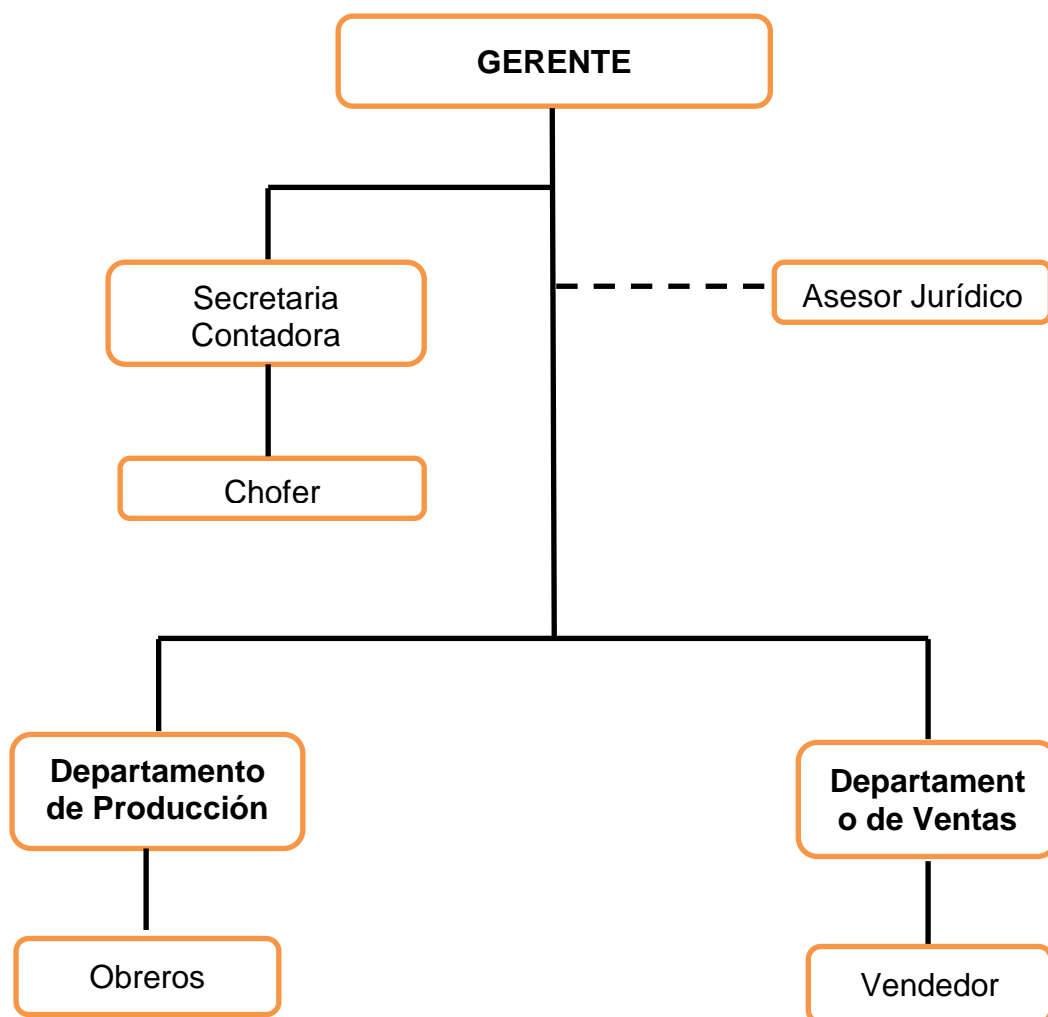 GERENTE
Secretaria
Contadora
Asesor Jurídico
Chofer
Departamento
de Producción
Departament
o de Ventas
Obreros
Vendedor